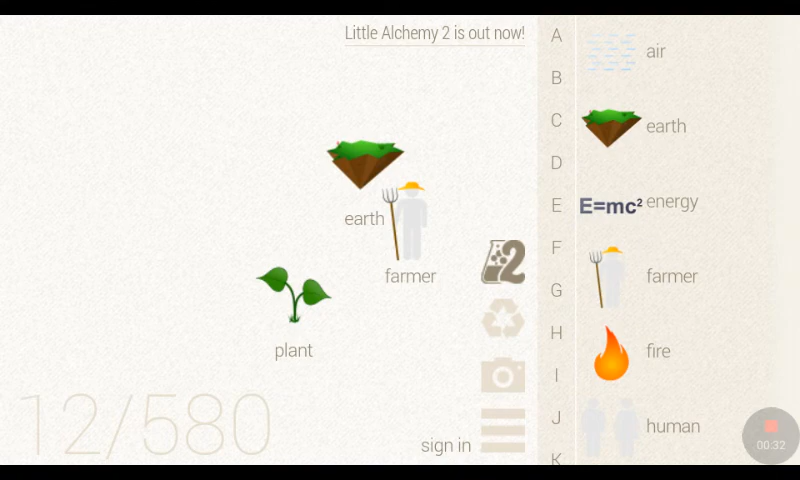 Little Alchemy 2 is out now!
A
B
C
D
E
F
G
H
I
J
K
air
earth
E=mc²
energy
farmer
fire
human
earth
farmer
plant
2
12/580
sign in
00:32